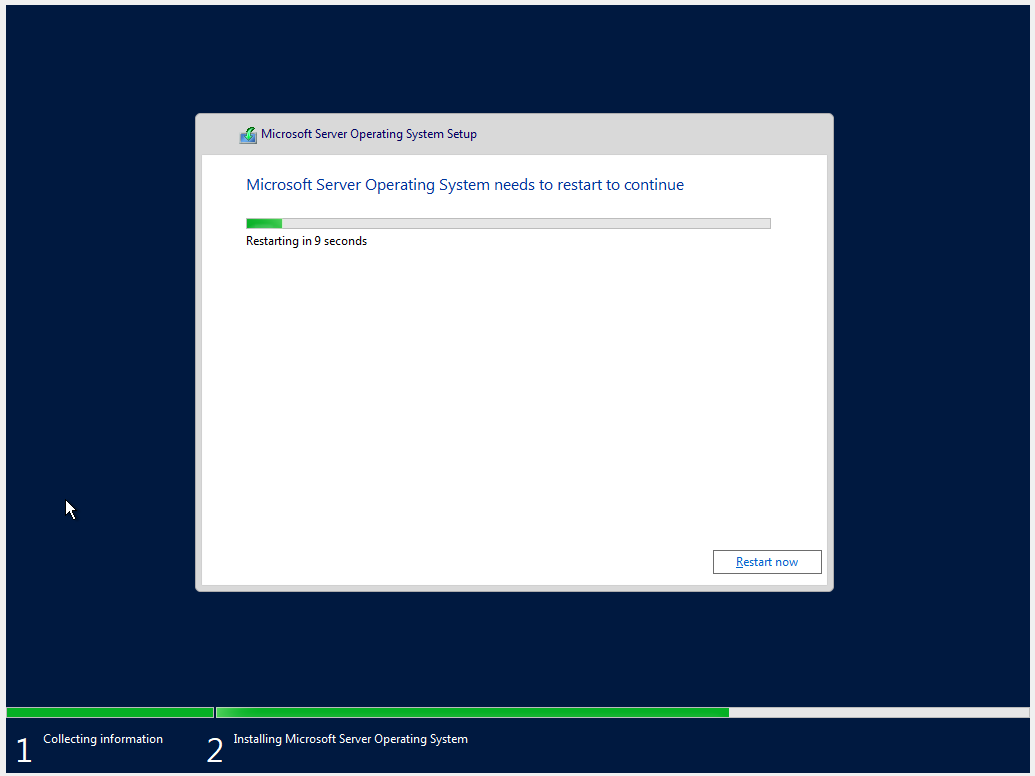 Microsoft Server Operating System Setup
Microsoft Server Operating System needs to restart to continue
Restarting in 9 seconds
Restart now
1 Collecting information
2 Installing Microsoft Server Operating System